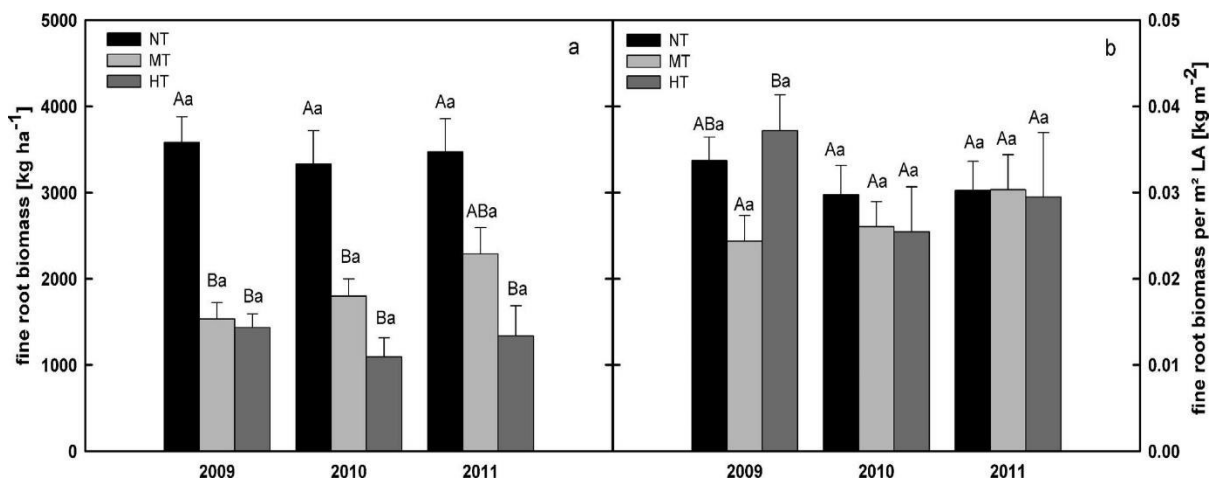 fine root biomass [kg ha⁻¹]
5000
4000
3000
2000
1000
0
NT
MT
HT
a
Aa
Ba
Ba
Aa
Ba
Ba
Aa
ABa
Ba
2009
2010
2011
NT
MT
HT
b
ABa
Aa
Ba
Aa
Aa
Aa
Aa
Aa
Aa
2009
2010
2011
0.05
0.04
0.03
0.02
0.01
0.00
fine root biomass per m² LA [kg m⁻²]